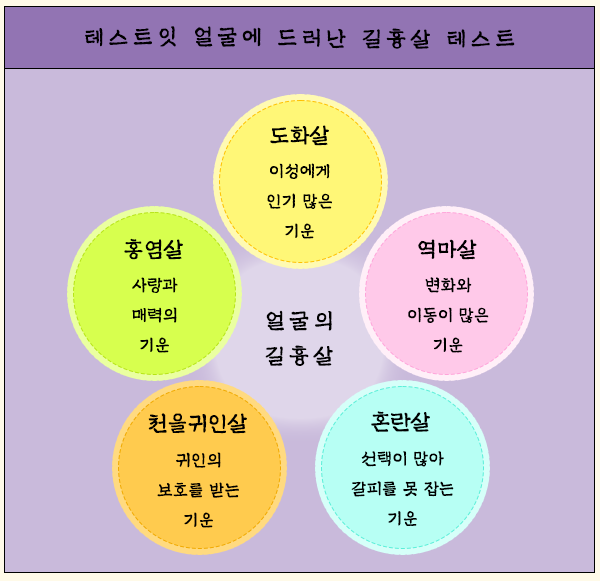 테스트잇 얼굴에 드러난 길흉살 테스트
도화살
이성에게
인기 많은
기운
홍염살
사랑과
매력의
기운
역마살
변화와
이동이 많은
기운
얼굴의
길흉살
천을귀인살
귀인의
보호를 받는
기운
혼란살
선택이 많아
갈피를 못 잡는
기운